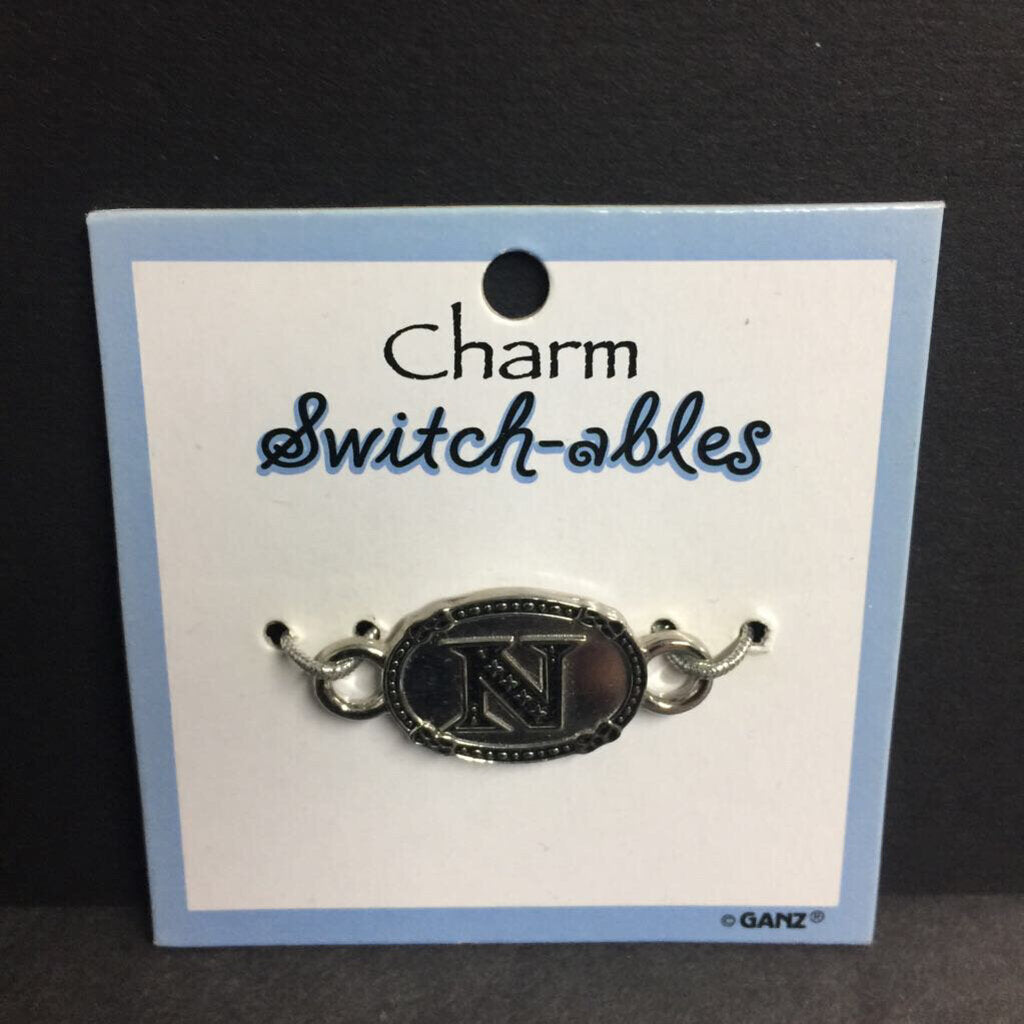 Charm
Switch-ables
N
© GANZ®